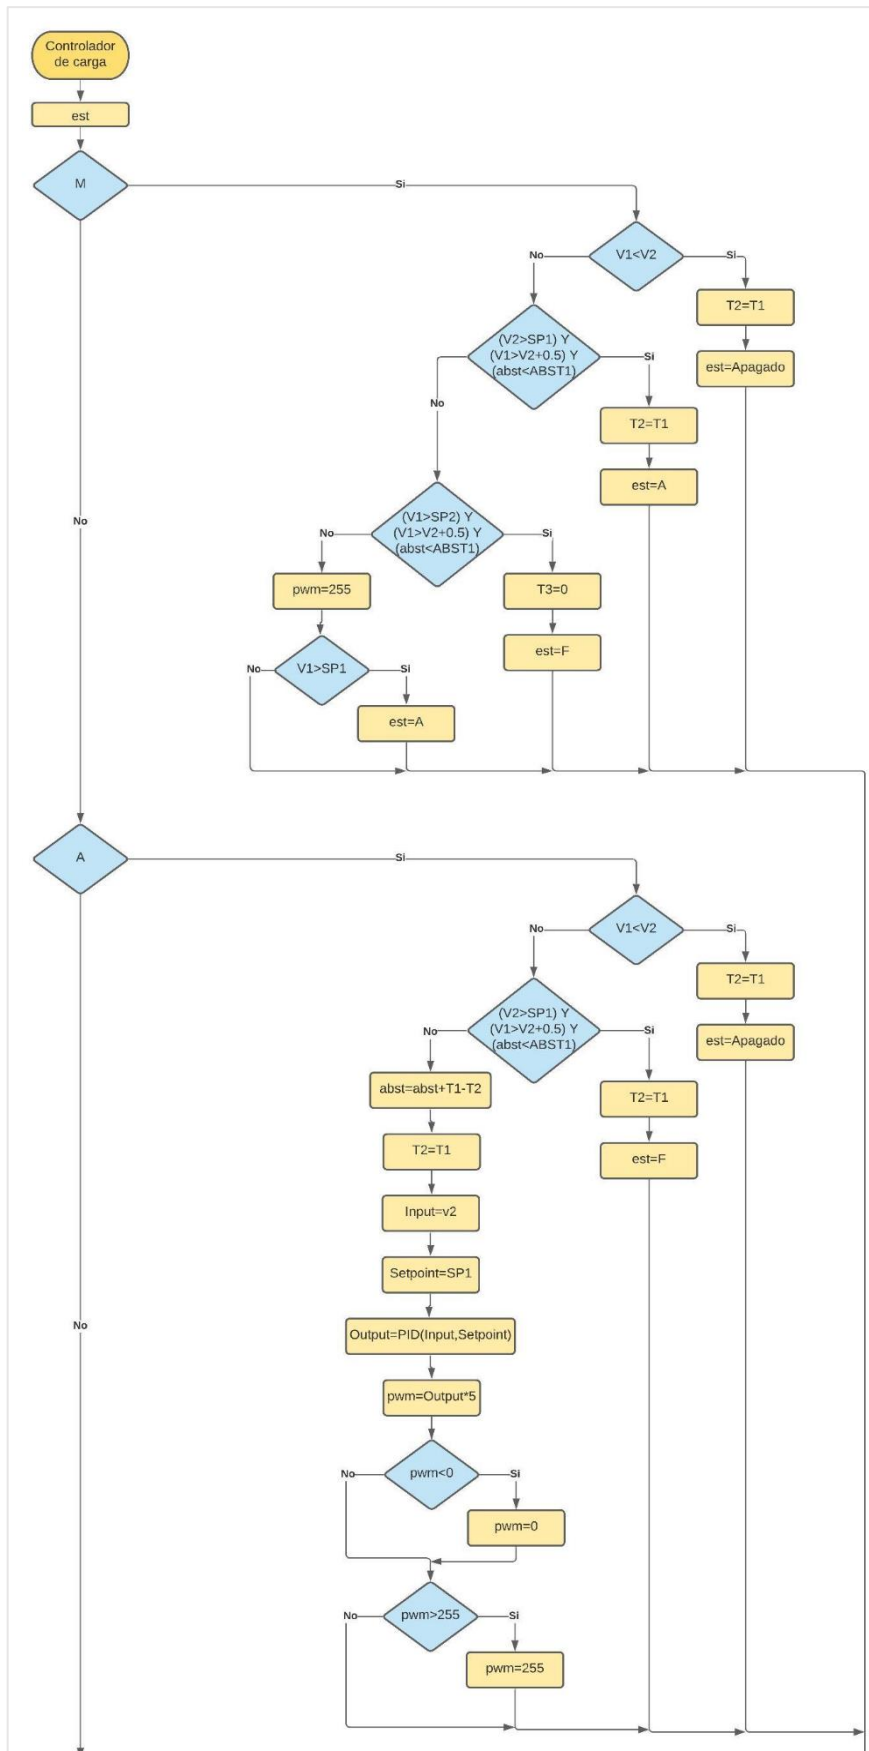 Controlador
de carga
est
M
Si
V1<V2
No
Si
T2=T1
est=Apagado
(V2>SP1) Y
(V1>V2+0.5) Y
(abst<ABST1)
Si
No
T2=T1
est=A
(V1>SP2) Y
(V1>V2+0.5) Y
(abst<ABST1)
No
Si
pwm=255
T3=0
est=F
V1>SP1
No
Si
est=A
No
A
Si
V1<V2
No
Si
T2=T1
est=Apagado
(V2>SP1) Y
(V1>V2+0.5) Y
(abst<ABST1)
No
Si
abst=abst+T1-T2
T2=T1
T2=T1
est=F
Input=v2
Setpoint=SP1
No
Output=PID(Input,Setpoint)
pwm=Output*5
pwm<0
No
Si
pwm=0
pwm>255
No
Si
pwm=255